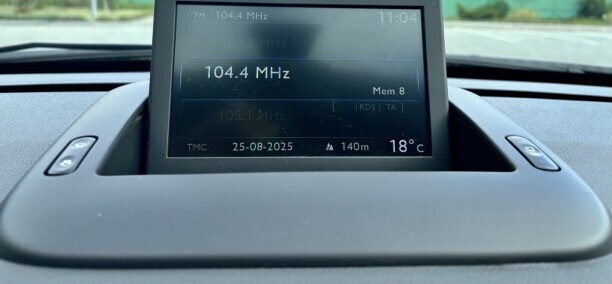 FM 104.4 MHz 11:04
104.4 MHz
Mem 8
[ |RDS| TA ]
105.1 MHz
TMC 25-08-2025 140m 18°C